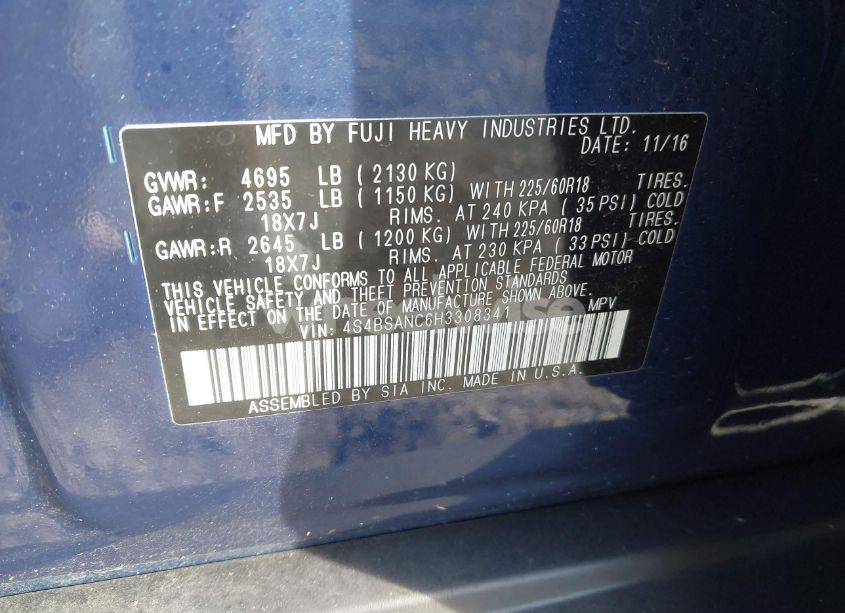 MFD BY FUJI HEAVY INDUSTRIES LTD.
DATE: 11/16
GVWR: 4695 LB ( 2130 KG)
GAWR:F 2535 LB ( 1150 KG) WITH 225/60R18 TIRES.
18X7J RIMS. AT 240 KPA ( 35 PSI) COLD
GAWR:R 2645 LB ( 1200 KG) WITH 225/60R18 TIRES.
18X7J RIMS. AT 230 KPA ( 33 PSI) COLD
THIS VEHICLE CONFORMS TO ALL APPLICABLE FEDERAL MOTOR
VEHICLE SAFETY AND THEFT PREVENTION STANDARDS
IN EFFECT ON THE DATE OF MANUFACTURE SHOWN ABOVE.
VIN: 4S4BSANC6H3308341 MPV
ASSEMBLED BY SIA INC. MADE IN U.S.A.